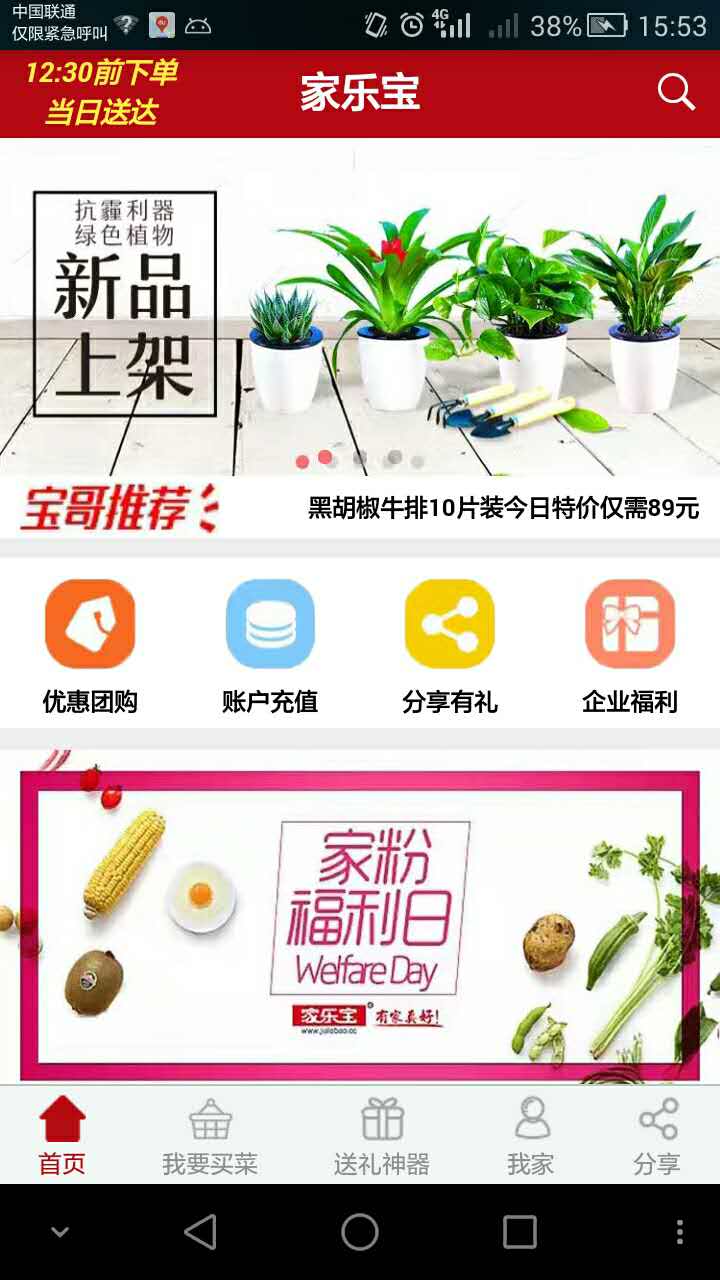 中国联通
仅限紧急呼叫
4G
38%
15:53
12:30前下单
当日送达
家乐宝
抗霾利器
绿色植物
新品
上架
宝哥推荐
黑胡椒牛排10片装今日特价仅需89元
优惠团购
账户充值
分享有礼
企业福利
家粉
福利日
Welfare Day
家乐宝
有家真好!
www.jialebao.cc
首页
我要买菜
送礼神器
我家
分享